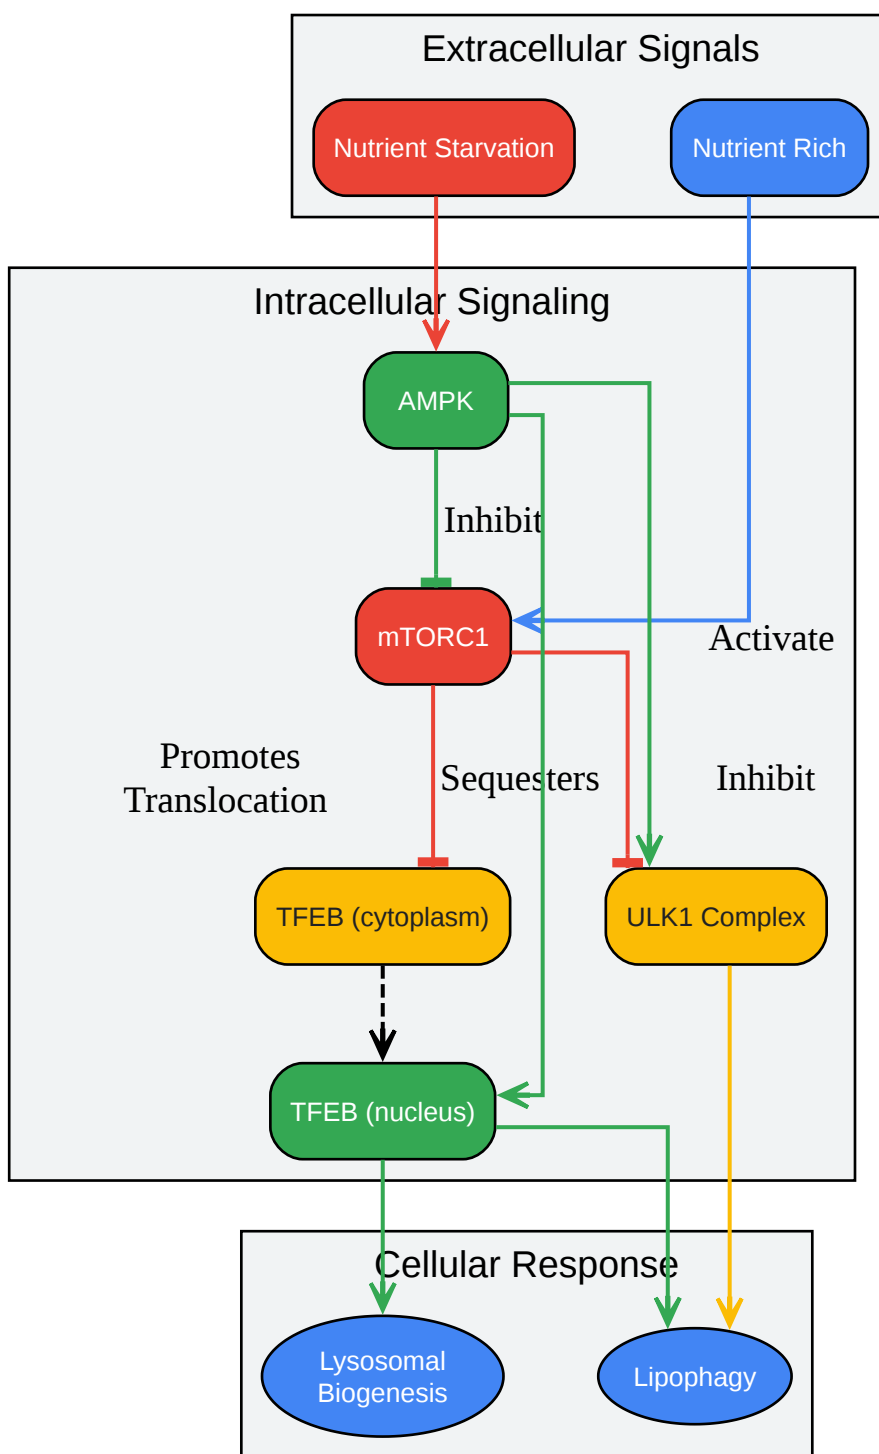 Extracellular Signals
Nutrient Starvation
Nutrient Rich
Intracellular Signaling
AMPK
Inhibit
mTORC1
Activate
Promotes
Translocation
Sequesters
Inhibit
TFEB (cytoplasm)
ULK1 Complex
TFEB (nucleus)
Cellular Response
Lysosomal
Biogenesis
Lipophagy